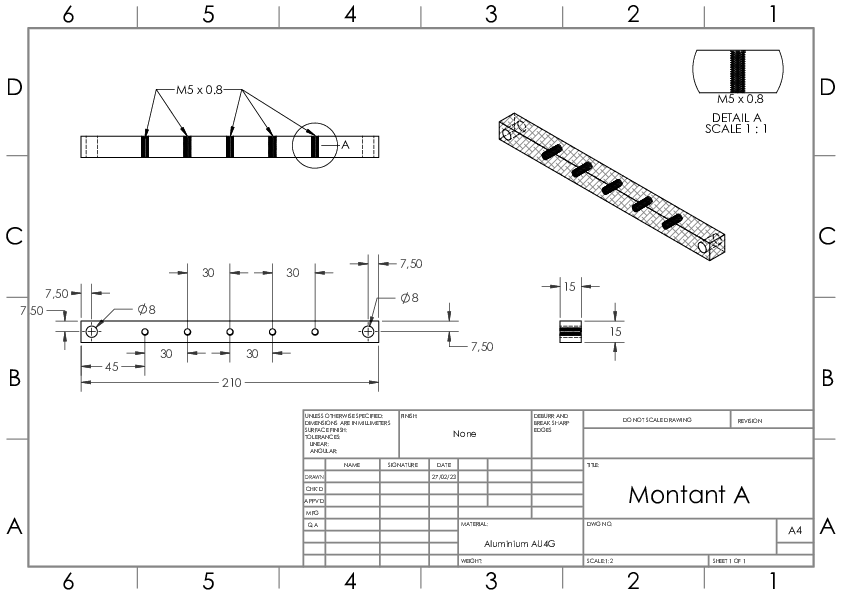 6 5 4 3 2 1
D D
C C
B B
A A
M5 x 0.8
A
M5 x 0.8
DETAIL A
SCALE 1 : 1
30
30
7,50
7,50
7,50
Ø8
Ø8
7,50
30
30
45
210
15
15
UNLESS OTHERWISE SPECIFIED:
DIMENSIONS ARE IN MILLIMETERS
SURFACE FINISH:
TOLERANCES:
LINEAR:
ANGULAR:
FINISH:
None
DEBURR AND
BREAK SHARP
EDGES
DO NOT SCALE DRAWING
REVISION
NAME
SIGNATURE
DATE
DRAWN
27/02/23
CHK'D
APPV'D
MFG
Q.A
TITLE:
Montant A
MATERIAL:
Aluminium AU4G
DWG NO.
A4
WEIGHT:
SCALE:1:2
SHEET 1 OF 1
6 5 4 3 2 1